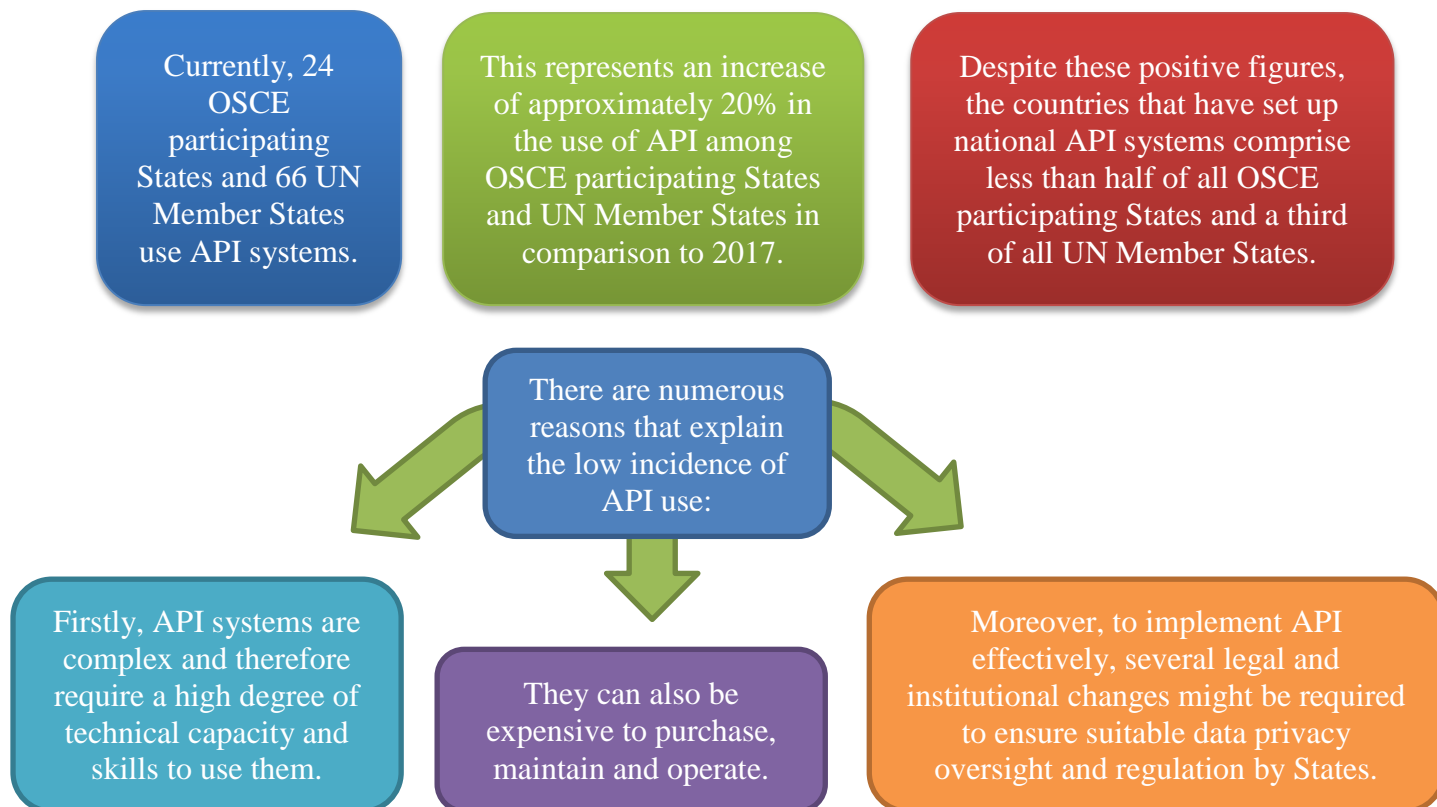 Currently, 24
OSCE
participating
States and 66 UN
Member States
use API systems.
This represents an increase
of approximately 20% in
the use of API among
OSCE participating States
and UN Member States in
comparison to 2017.
Despite these positive figures,
the countries that have set up
national API systems comprise
less than half of all OSCE
participating States and a third
of all UN Member States.
There are numerous
reasons that explain
the low incidence of
API use:
Firstly, API systems are
complex and therefore
require a high degree of
technical capacity and
skills to use them.
They can also be
expensive to purchase,
maintain and operate.
Moreover, to implement API
effectively, several legal and
institutional changes might be required
to ensure suitable data privacy
oversight and regulation by States.